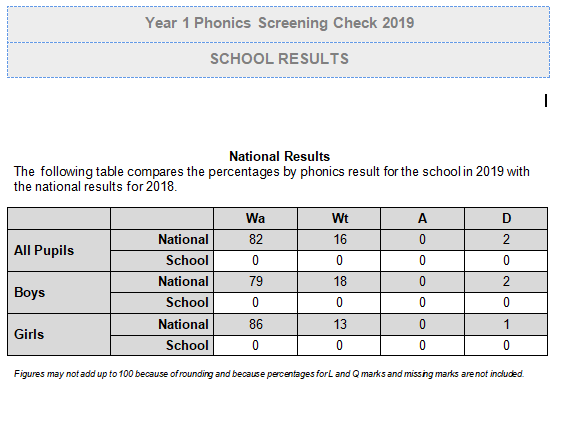 Year 1 Phonics Screening Check 2019
SCHOOL RESULTS
National Results
The following table compares the percentages by phonics result for the school in 2019 with
the national results for 2018.
Wa Wt A D
All Pupils
National 82 16 0 2
School 0 0 0 0
Boys
National 79 18 0 2
School 0 0 0 0
Girls
National 86 13 0 1
School 0 0 0 0
Figures may not add up to 100 because of rounding and because percentages for L and Q marks and missing marks are not included.